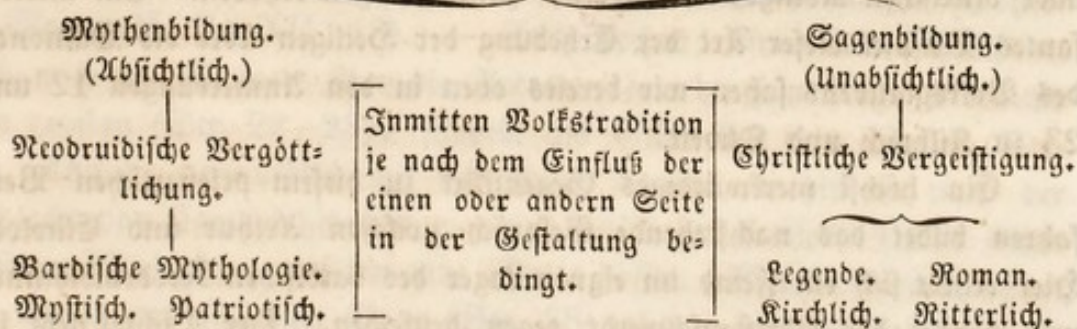 Mythenbildung.
(Absichtlich.)
Neodruidische Vergött=
lichung.
Bardische Mythologie.
Mystisch. Patriotisch.
Inmitten Volkstradition
je nach dem Einfluß der
einen oder andern Seite
in der Gestaltung be=
dingt.
Sagenbildung.
(Unabsichtlich.)
Christliche Vergeistigung.
Legende. Roman.
Kirchlich. Ritterlich.